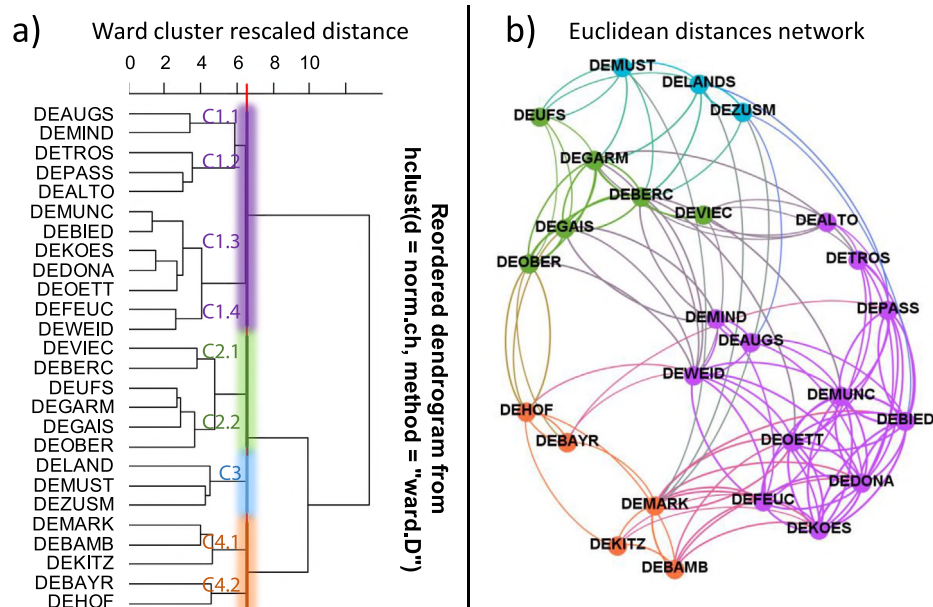 a)
Ward cluster rescaled distance
0 2 4 6 8 10
DEAUGS
DEMIND
DETROS
DEPASS
DEALTO
DEMUNC
DEBIED
DEKOES
DEDONA
DEOETT
DEFEUC
DEWEID
DEVIEC
DEBERC
DEUFS
DEGARM
DEGAIS
DEOBER
DELAND
DEMUST
DEZUSM
DEMARK
DEBAMB
DEKITZ
DEBAYR
DEHOF
C1.1
C1.2
C1.3
C1.4
C2.1
C2.2
C3
C4.1
C4.2
Reordered dendrogram from
hclust(d = norm.ch, method = "ward.D")
b)
Euclidean distances network
DEMUST
DELANDS
DEZUSM
DEUFS
DEGARM
DEBERC
DEVIEC
DEALTO
DEGAIS
DEOBER
DETROS
DEPASS
DEMIND
DEAUGS
DEWEID
DEMUNC
DEHOF
DEBIED
DEBAYR
DEOETT
DEDONA
DEMARK
DEFEUC
DEKOES
DEKITZ
DEBAMB